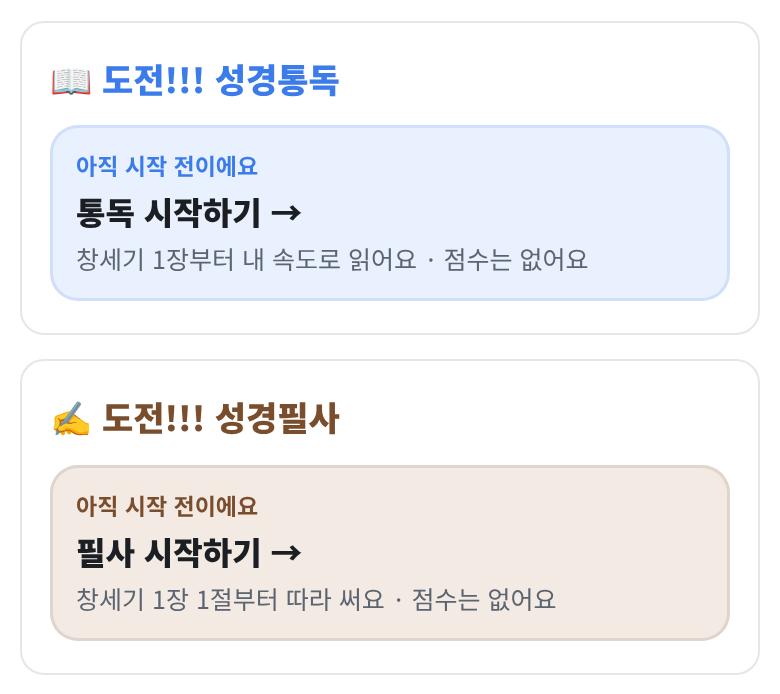 📖 도전!!! 성경통독
아직 시작 전이에요
통독 시작하기 →
창세기 1장부터 내 속도로 읽어요 · 점수는 없어요
✍️ 도전!!! 성경필사
아직 시작 전이에요
필사 시작하기 →
창세기 1장 1절부터 따라 써요 · 점수는 없어요